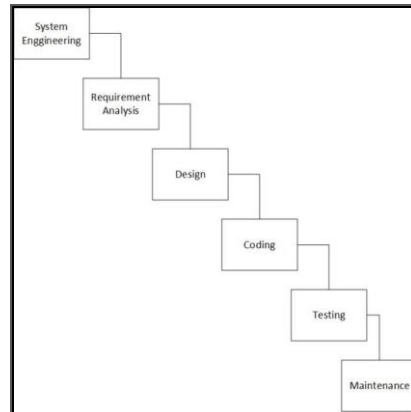 System
Enggineering
Requirement
Analysis
Design
Coding
Testing
Maintenance